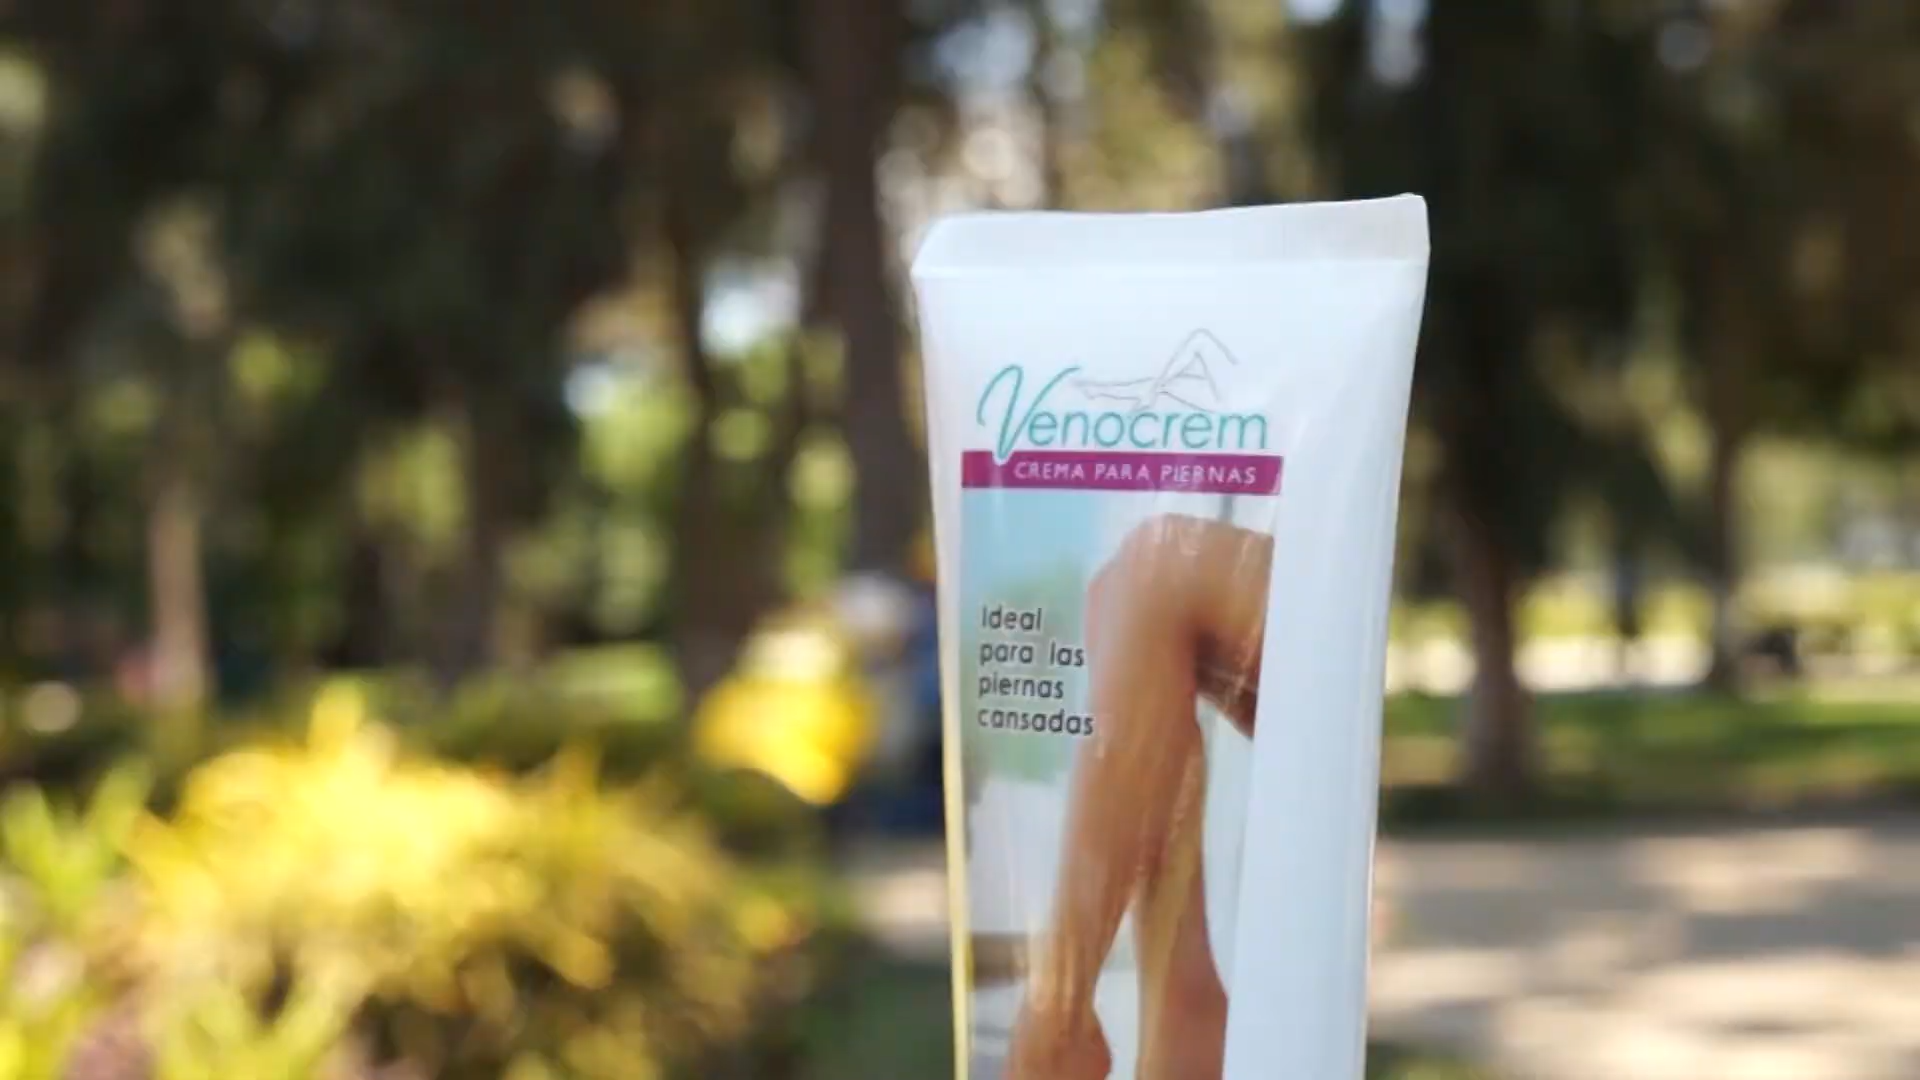 Venocrem
CREMA PARA PIERNAS
Ideal
para las
piernas
cansadas